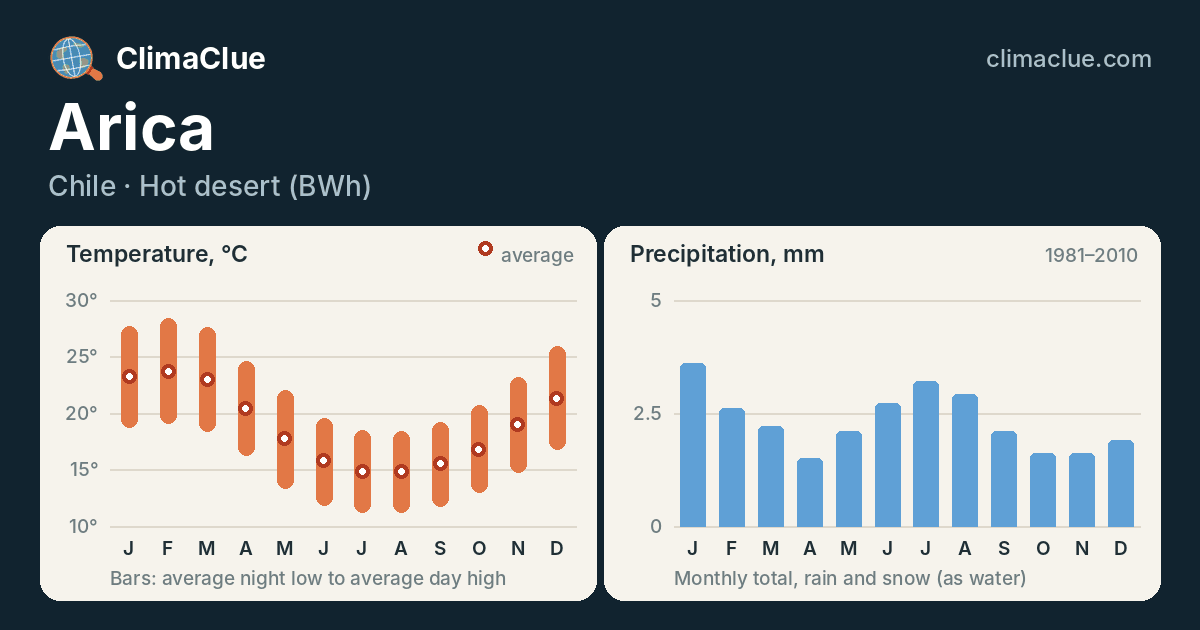 ClimaClue
climaclue.com
Arica
Chile · Hot desert (BWh)
Temperature, °C
average
30°
25°
20°
15°
10°
J F M A M J J A S O N D
Bars: average night low to average day high
Precipitation, mm
1981–2010
5
2.5
0
J F M A M J J A S O N D
Monthly total, rain and snow (as water)